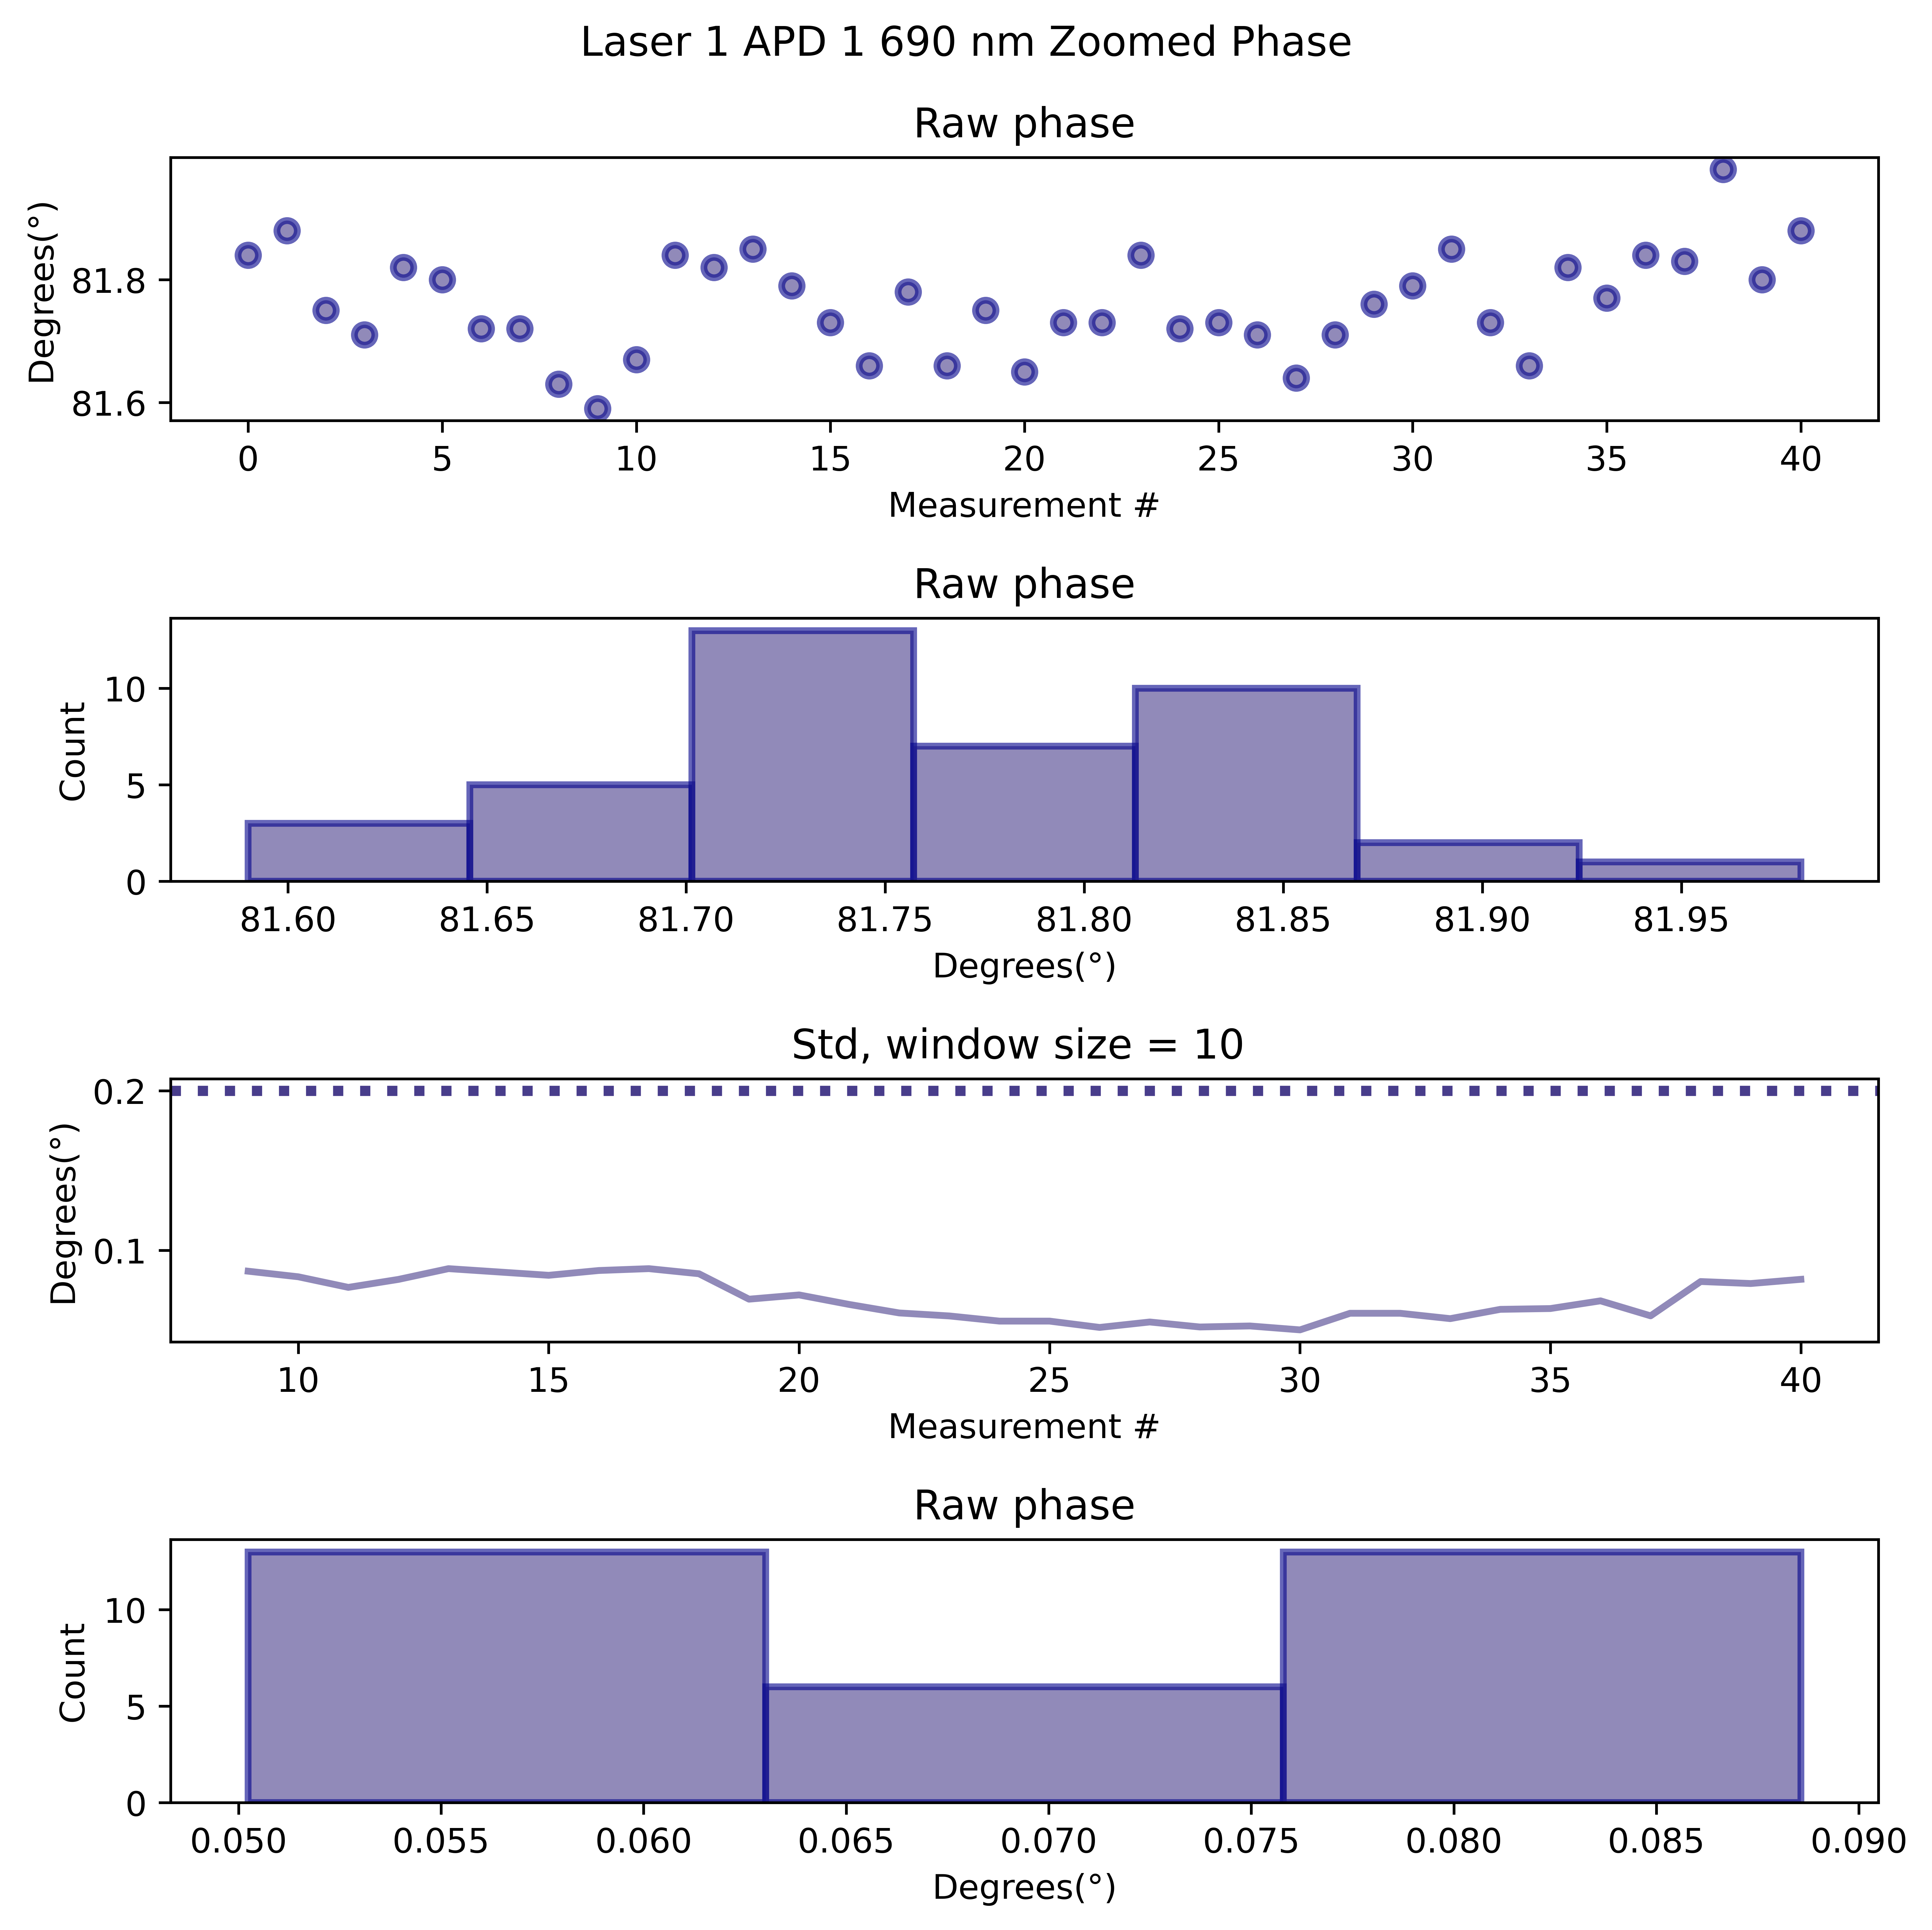 Laser 1 APD 1 690 nm Zoomed Phase
Raw phase
Degrees(°)
81.8
81.6
0 5 10 15 20 25 30 35 40
Measurement #
Raw phase
Count
10
5
0
81.60 81.65 81.70 81.75 81.80 81.85 81.90 81.95
Degrees(°)
Std, window size = 10
Degrees(°)
0.2
0.1
10 15 20 25 30 35 40
Measurement #
Raw phase
Count
10
5
0
0.050 0.055 0.060 0.065 0.070 0.075 0.080 0.085 0.090
Degrees(°)